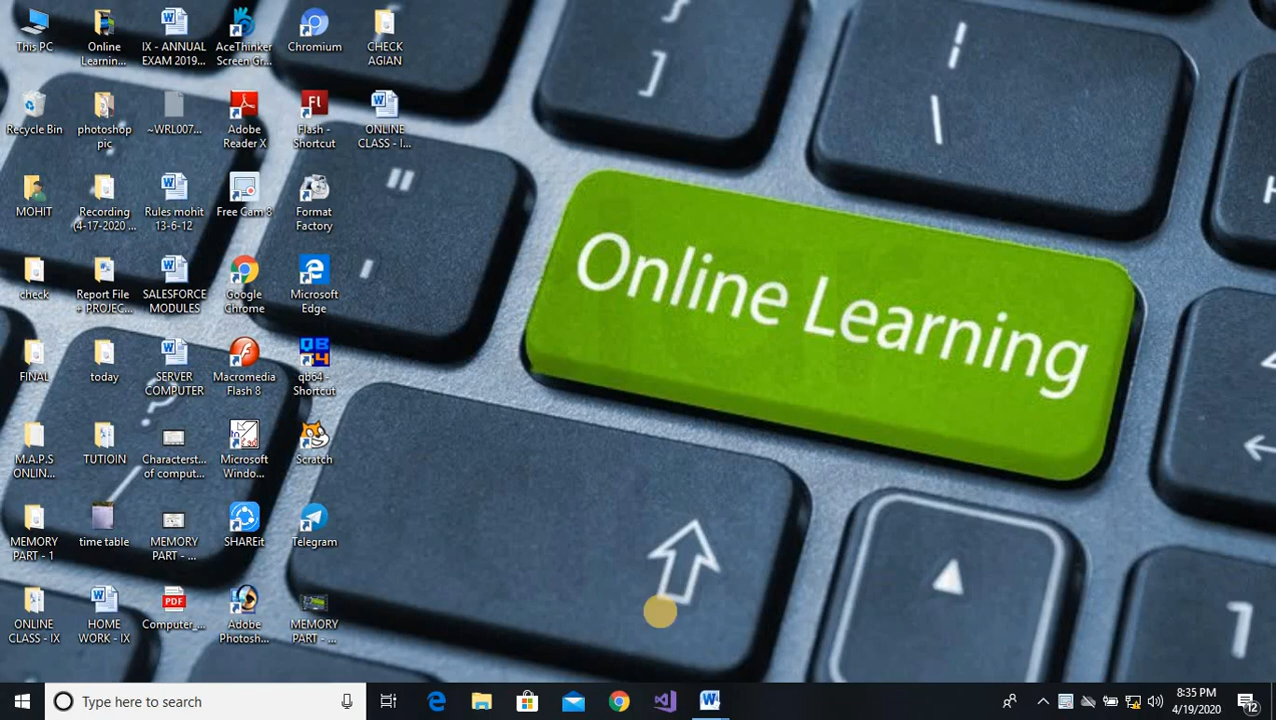 This PC
Online
Learnin...
IX - ANNUAL
EXAM 2019...
AceThinker
Screen Gr...
Chromium
CHECK
AGIAN
Recycle Bin
photoshop
pic
~WRL007...
Adobe
Reader X
Flash -
Shortcut
ONLINE
CLASS - I...
MOHIT
Recording
(4-17-2020 ...
Rules mohit
13-6-12
Free Cam 8
Format
Factory
check
Report File
+ PROJEC...
SALESFORCE
MODULES
Google
Chrome
Microsoft
Edge
FINAL
today
SERVER
COMPUTER
Macromedia
Flash 8
qb64 -
Shortcut
M.A.P.S
ONLIN...
TUTIOIN
Characterst...
of comput...
Microsoft
Windo...
Scratch
MEMORY
PART - 1
time table
MEMORY
PART - ...
SHAREit
Telegram
ONLINE
CLASS - IX
HOME
WORK - IX
Computer_...
Adobe
Photosh...
MEMORY
PART - ...
Online Learning
Type here to search
8:35 PM
4/19/2020
12